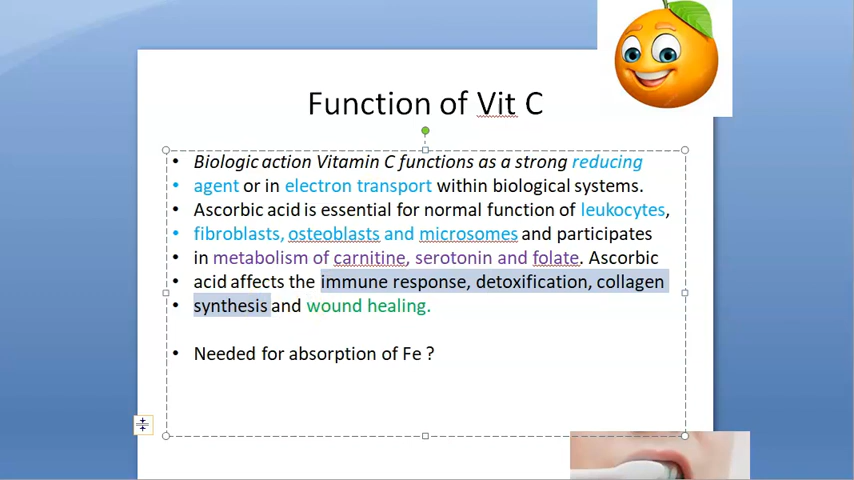 Function of Vit C
• Biologic action Vitamin C functions as a strong reducing
• agent or in electron transport within biological systems.
• Ascorbic acid is essential for normal function of leukocytes,
• fibroblasts, osteoblasts and microsomes and participates
• in metabolism of carnitine, serotonin and folate. Ascorbic
• acid affects the immune response, detoxification, collagen
• synthesis and wound healing.
• Needed for absorption of Fe ?